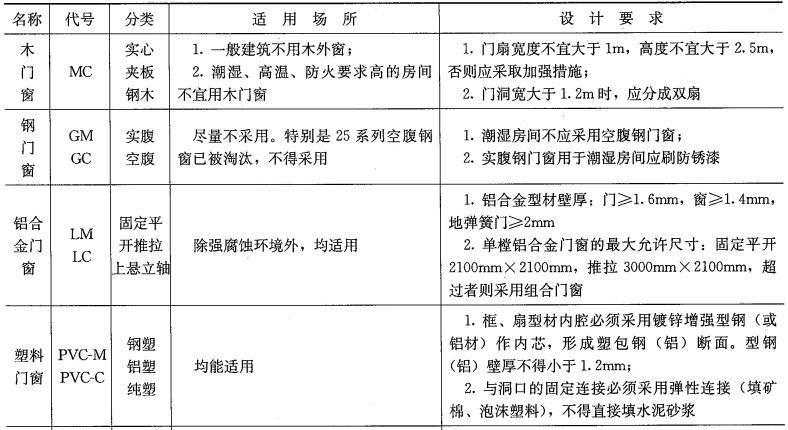 名称 代号 分类 适用场所 设计要求
木门窗 MC 实心 夹板 钢木
1. 一般建筑不用木外窗；
2. 潮湿、高温、防火要求高的房间
不宜用木门窗
1. 门扇宽度不宜大于1m，高度不宜大于2.5m，
否则应采取加强措施；
2. 门洞宽大于1.2m时，应分成双扇
钢门窗 GM GC 实腹 空腹
尽量不采用。特别是25系列空腹钢
窗已被淘汰，不得采用
1. 潮湿房间不应采用空腹钢门窗；
2. 实腹钢门窗用于潮湿房间应刷防锈漆
铝合
金门
窗
LM
LC
固定平
开推拉
上悬立轴
除强腐蚀环境外，均适用
1. 铝合金型材壁厚：门≥1.6mm，窗≥1.4mm，
地弹簧门≥2mm
2. 单樘铝合金门窗的最大允许尺寸：固定平开
2100mm×2100mm，推拉3000mm×2100mm，超
过者则采用组合门窗
塑料
门窗
PVC-M
PVC-C
钢塑
铝塑
纯塑
均能适用
1. 框、扇型材内腔必须采用镀锌增强型钢（或
铝材）作内芯，形成塑包钢（铝）断面。型钢
（铝）壁厚不得小于1.2mm；
2. 与洞口的固定连接必须采用弹性连接（填矿
棉、泡沫塑料），不得直接填水泥砂浆